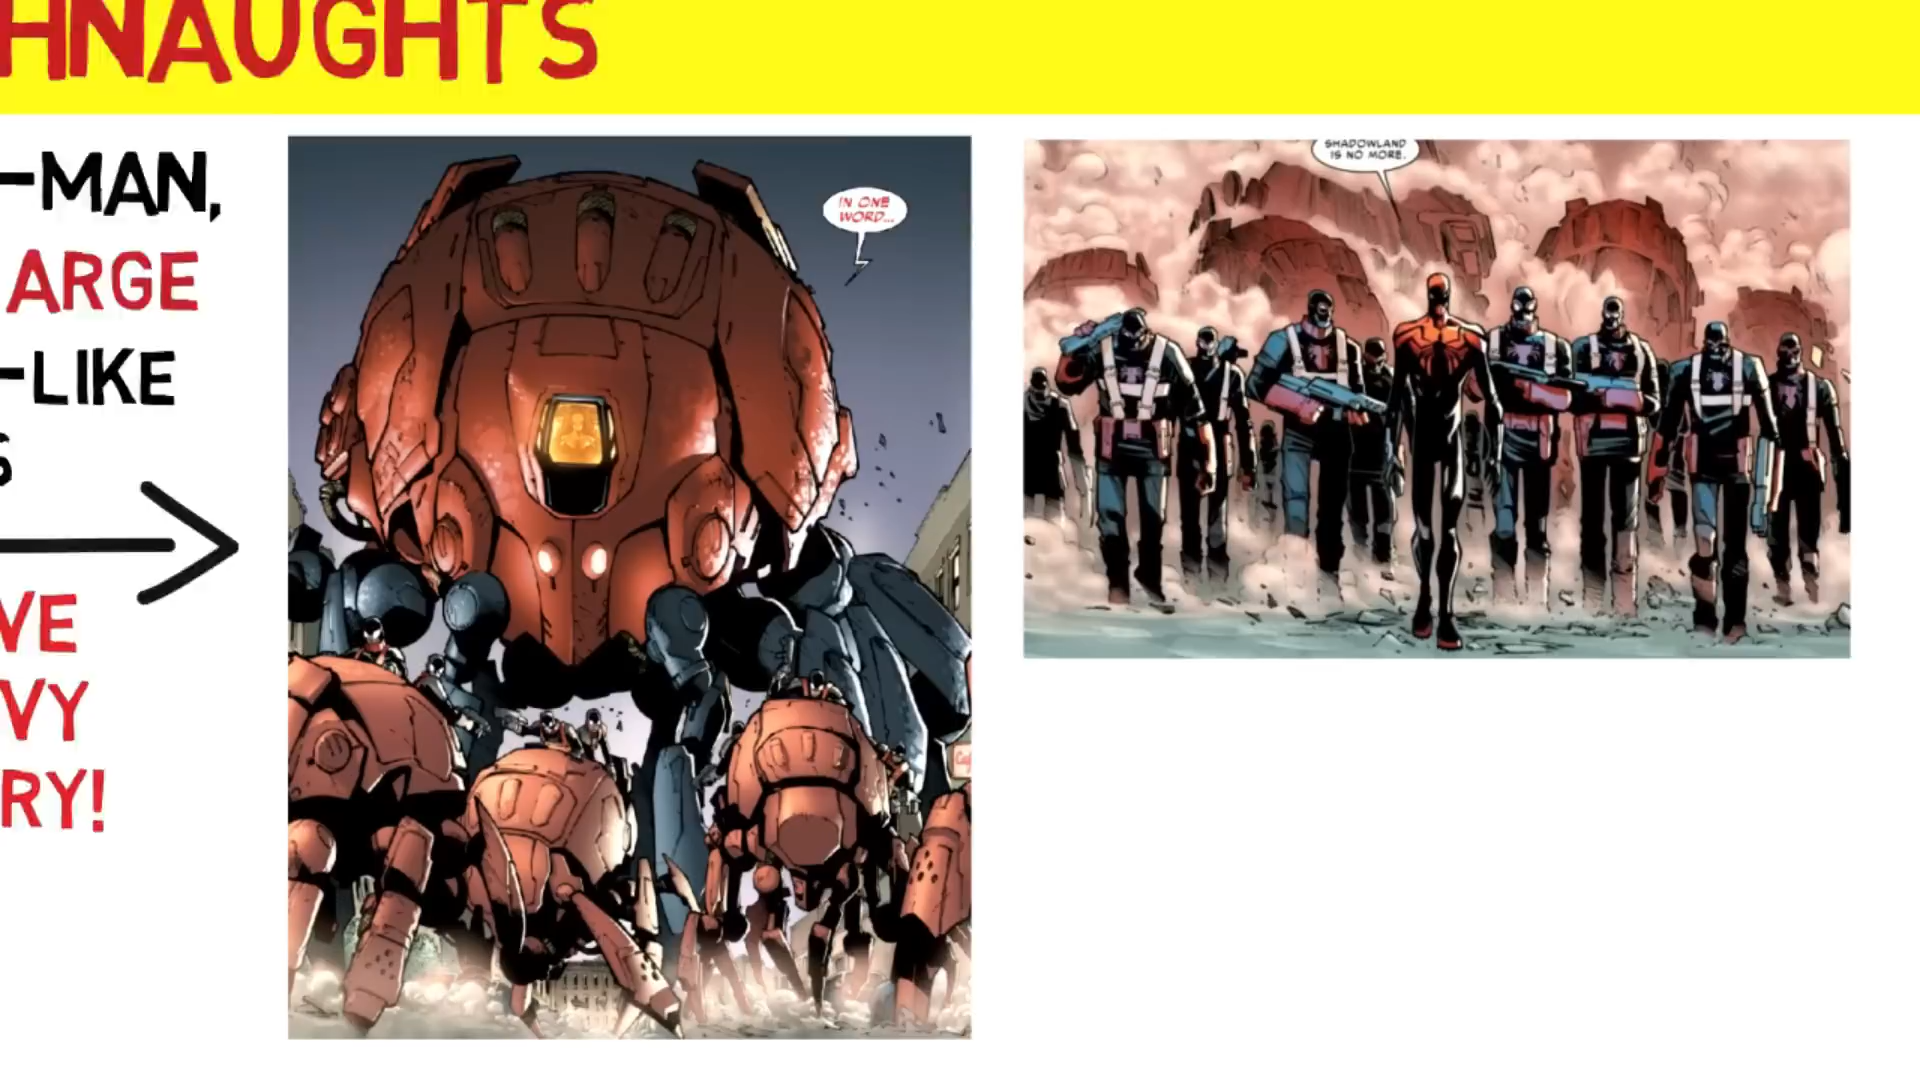 HNAUGHTS
-MAN,
ARGE
-LIKE
S
VE
VY
RY!
IN ONE
WORD...
SHADOWLAND
IS NO MORE.